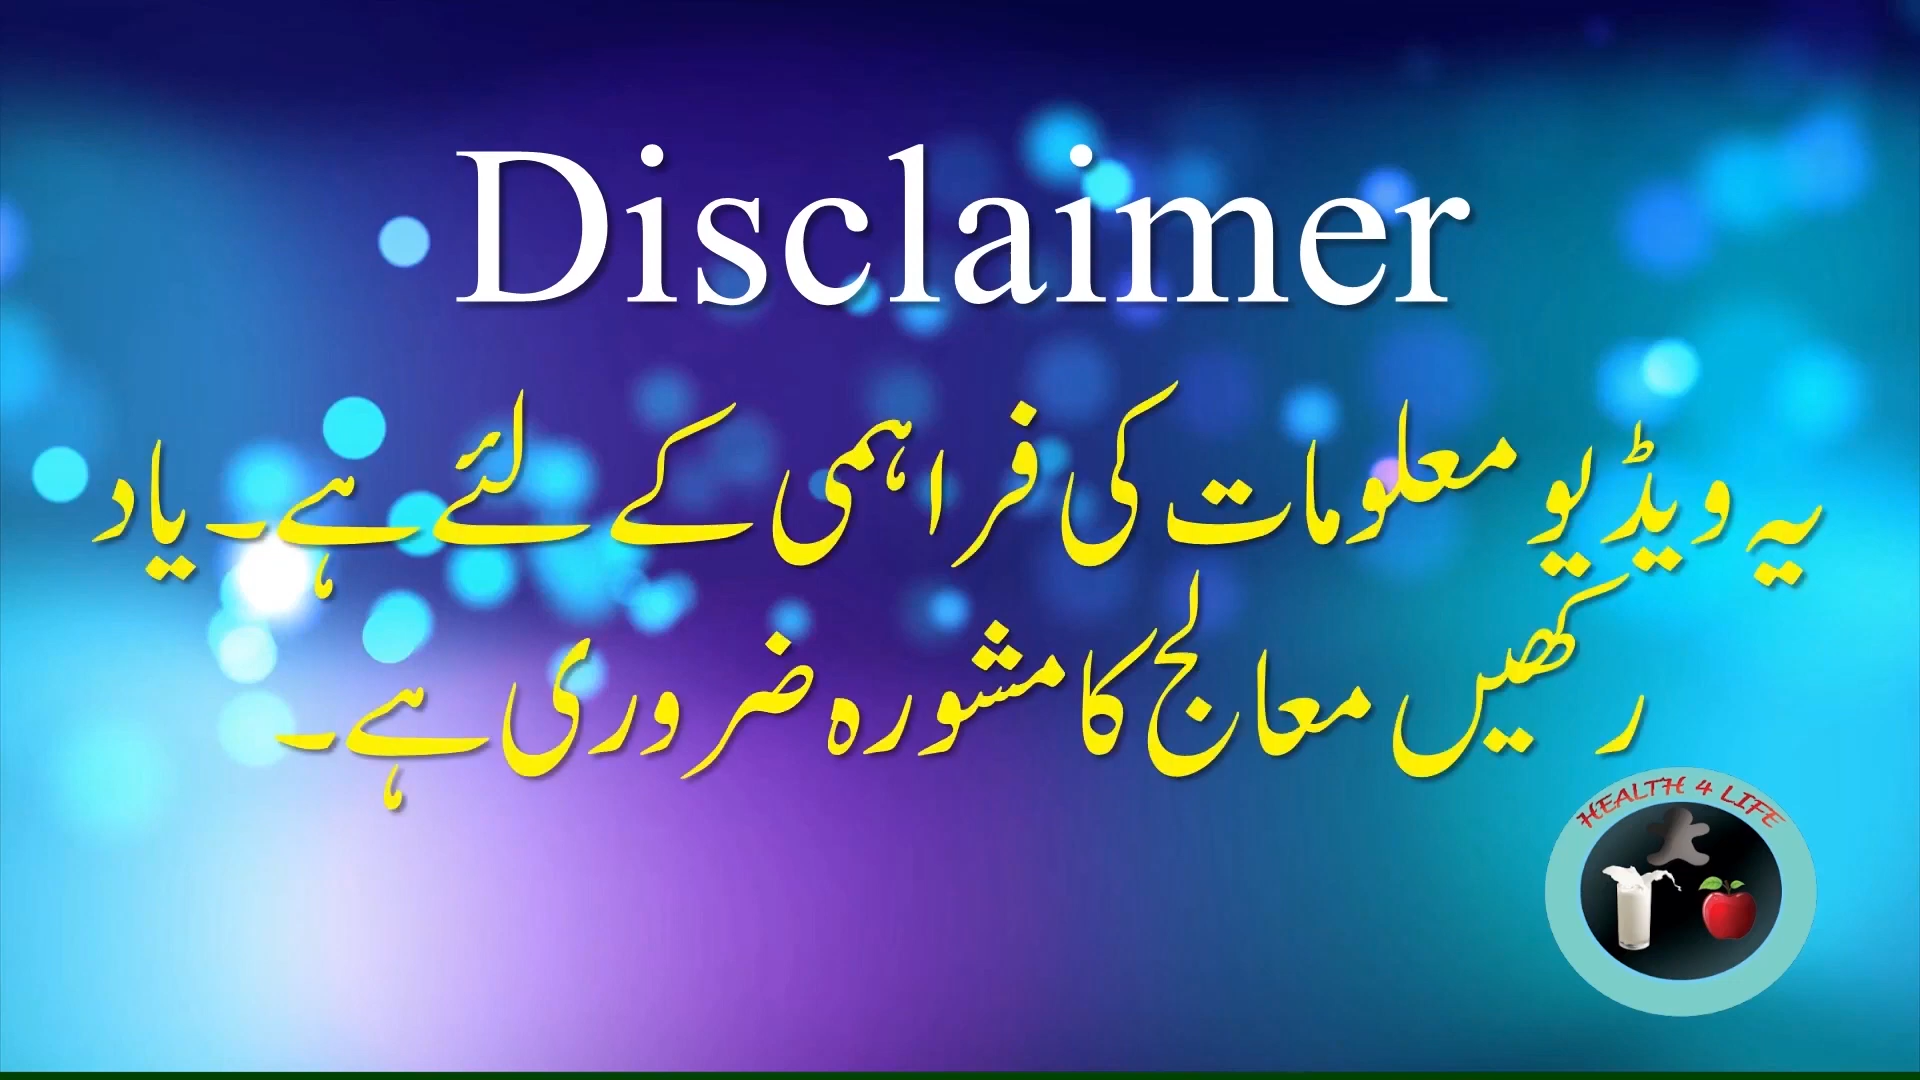 Disclaimer
یہ ویڈیو معلومات کی فراہمی کے لئے ہے۔ یاد
رکھیں معالج کا مشورہ ضروری ہے۔
HEALTH 4 LIFE